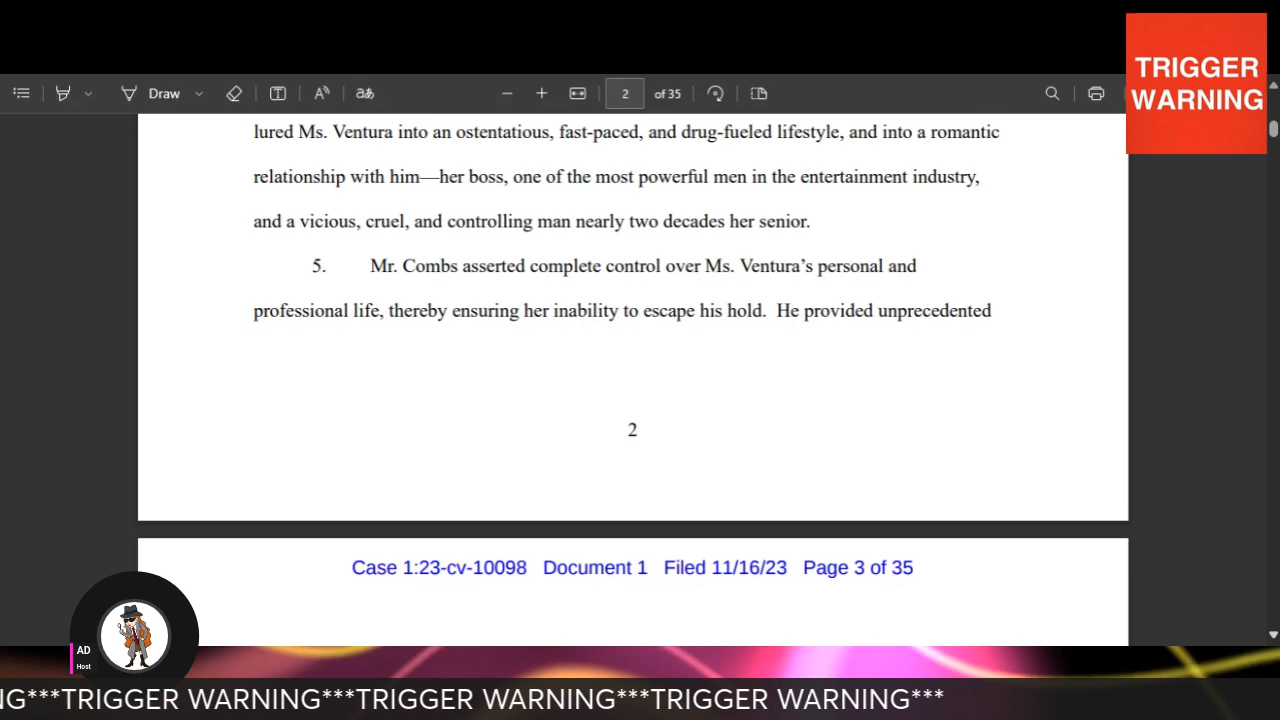 TRIGGER
WARNING
Draw
2 of 35
lured Ms. Ventura into an ostentatious, fast-paced, and drug-fueled lifestyle, and into a romantic
relationship with him—her boss, one of the most powerful men in the entertainment industry,
and a vicious, cruel, and controlling man nearly two decades her senior.
5. Mr. Combs asserted complete control over Ms. Ventura’s personal and
professional life, thereby ensuring her inability to escape his hold. He provided unprecedented
2
Case 1:23-cv-10098 Document 1 Filed 11/16/23 Page 3 of 35
AD
Host
NG***TRIGGER WARNING***TRIGGER WARNING***TRIGGER WARNING***